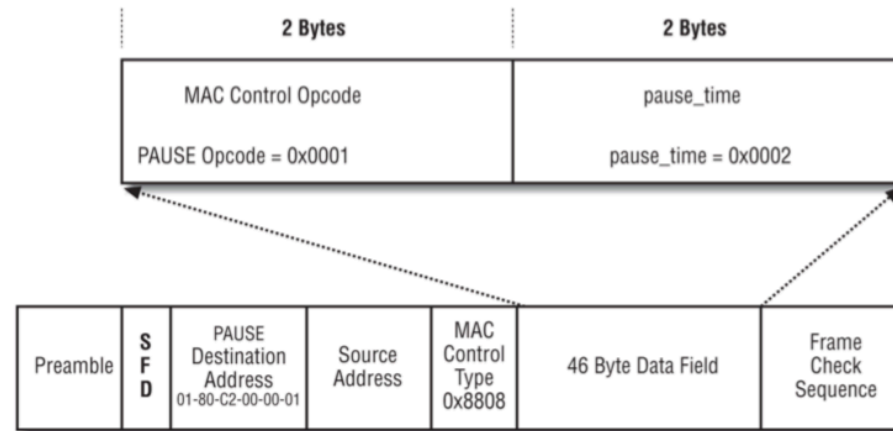 2 Bytes
2 Bytes
MAC Control Opcode
pause_time
PAUSE Opcode = 0x0001
pause_time = 0x0002
Preamble
S
F
D
PAUSE
Destination
Address
01-80-C2-00-00-01
Source
Address
MAC
Control
Type
0x8808
46 Byte Data Field
Frame
Check
Sequence